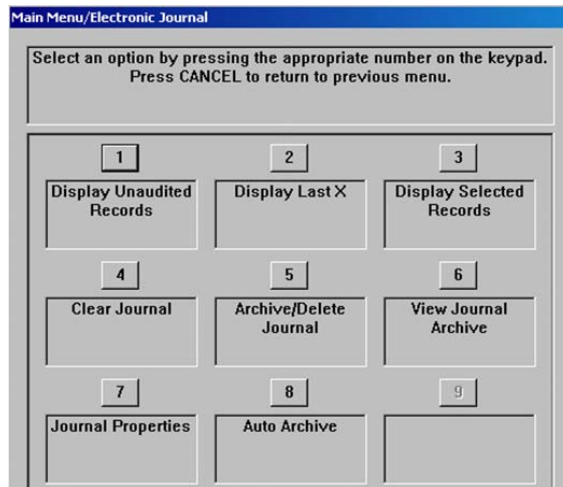 Main Menu/Electronic Journal
Select an option by pressing the appropriate number on the keypad.
Press CANCEL to return to previous menu.
1
2
3
Display Unaudited
Records
Display Last X
Display Selected
Records
4
5
6
Clear Journal
Archive/Delete
Journal
View Journal
Archive
7
8
9
Journal Properties
Auto Archive